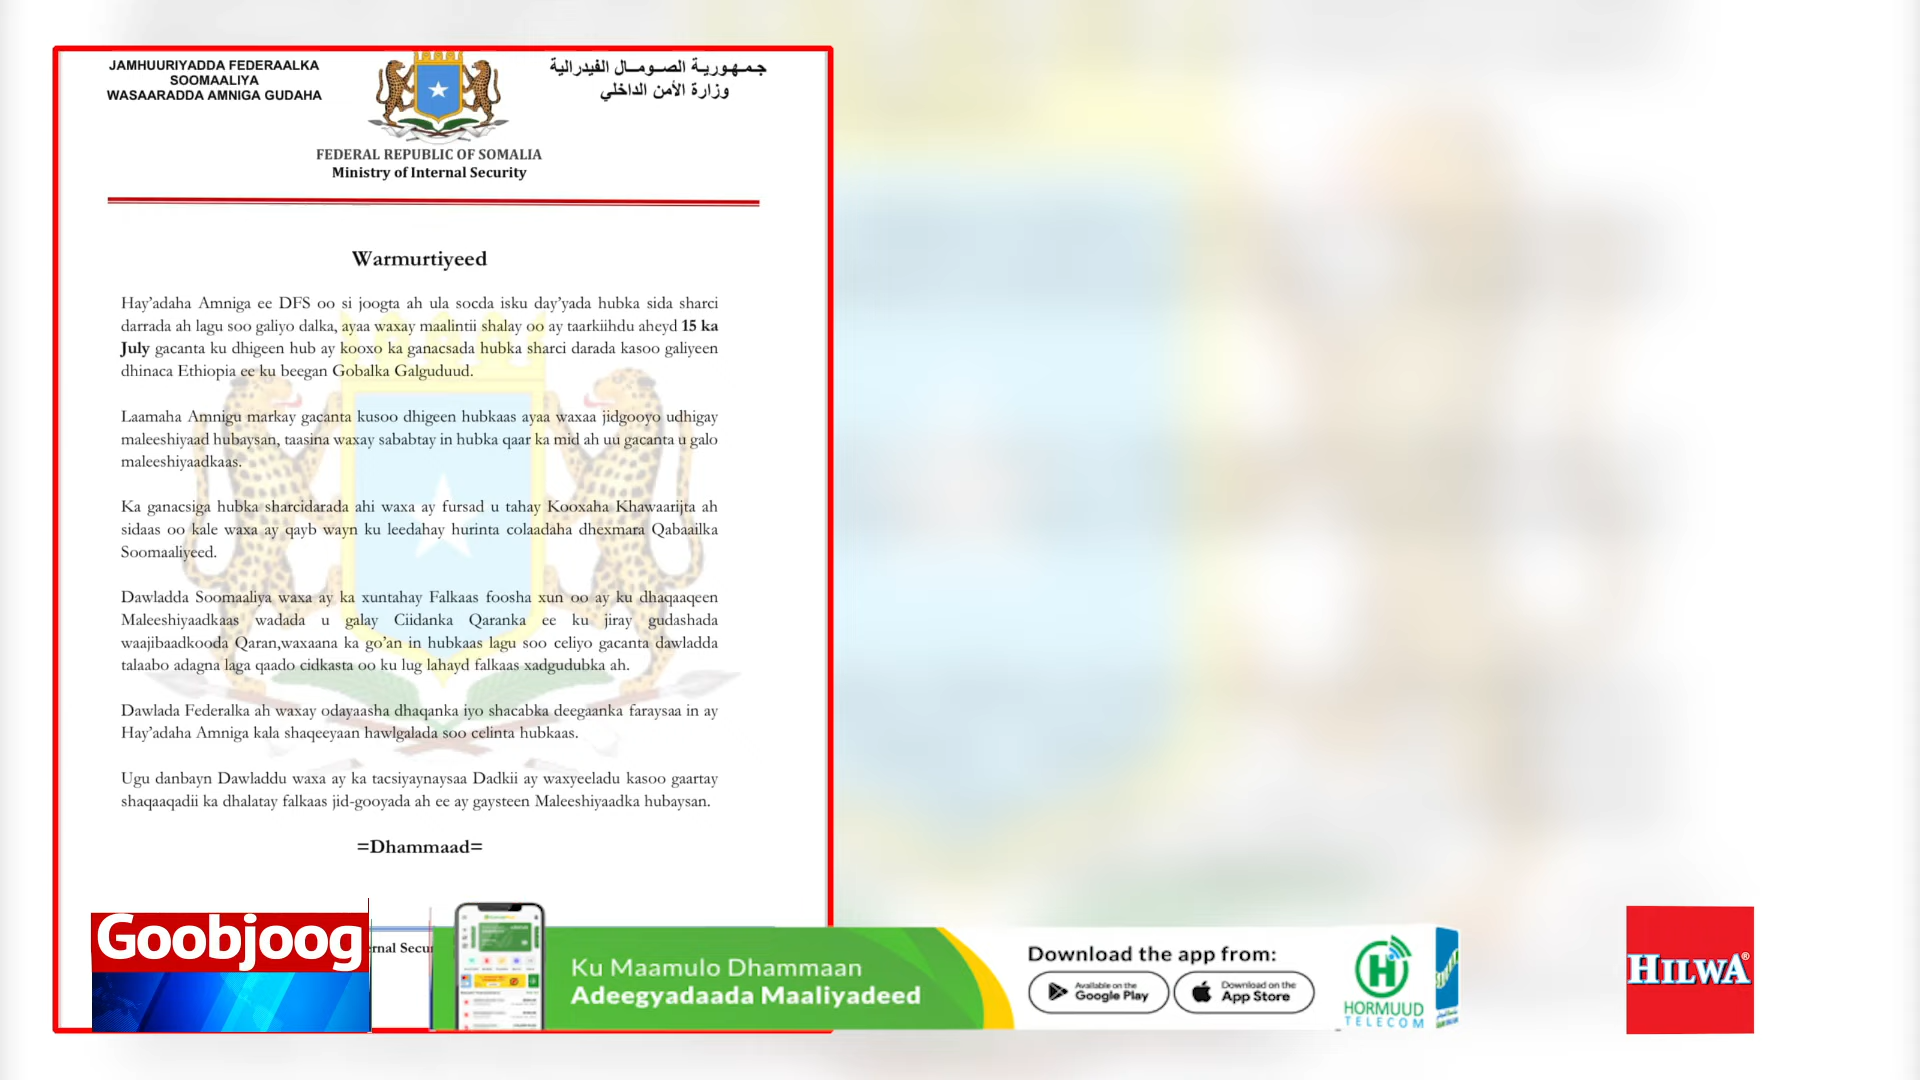 JAMHUURIYADDA FEDERAALKA
SOOMAALIYA
WASAARADDA AMNIGA GUDAHA
جـمـهـوريـة الصـومـال الفيدرالية
وزارة الأمن الداخلي
FEDERAL REPUBLIC OF SOMALIA
Ministry of Internal Security
Warmurtiyeed
Hay’adaha Amniga ee DFS oo si joogta ah ula socda isku day’yada hubka sida sharci
darrada ah lagu soo galiyo dalka, ayaa waxay maalintii shalay oo ay taarkiihdu aheyd 15 ka
July gacanta ku dhigeen hub ay kooxo ka ganacsada hubka sharci darada kasoo galiyeen
dhinaca Ethiopia ee ku beegan Gobalka Galguduud.
Laamaha Amnigu markay gacanta kusoo dhigeen hubkaas ayaa waxaa jidgooyo udhigay
maleeshiyaad hubaysan, taasina waxay sababtay in hubka qaar ka mid ah uu gacanta u galo
maleeshiyaadkaas.
Ka ganacsiga hubka sharcidarada ahi waxa ay fursad u tahay Kooxaha Khawaarijta ah
sidaas oo kale waxa ay qayb wayn ku leedahay hurinta colaadaha dhexmara Qabaailka
Soomaaliyeed.
Dawladda Soomaaliya waxa ay ka xuntahay Falkaas foosha xun oo ay ku dhaqaaqeen
Maleeshiyaadkaas wadada u galay Ciidanka Qaranka ee ku jiray gudashada
waajibaadkooda Qaran,waxaana ka go’an in hubkaas lagu soo celiyo gacanta dawladda
talaabo adagna laga qaado cidkasta oo ku lug lahayd falkaas xadgudubka ah.
Dawlada Federalka ah waxay odayaasha dhaqanka iyo shacabka deegaanka faraysaa in ay
Hay’adaha Amniga kala shaqeeyaan hawlgalada soo celinta hubkaas.
Ugu danbayn Dawladdu waxa ay ka tacsiyaynaysaa Dadkii ay waxyeeladu kasoo gaartay
shaqaaqadii ka dhalatay falkaas jid-gooyada ah ee ay gaysteen Maleeshiyaadka hubaysan.
=Dhammaad=
Goobjoog
ernal Secur
Ku Maamulo Dhammaan
Adeegyadaada Maaliyadeed
Download the app from:
Available on the
Google Play
Download on the
App Store
HORMUUD
TELECOM
HILWA®